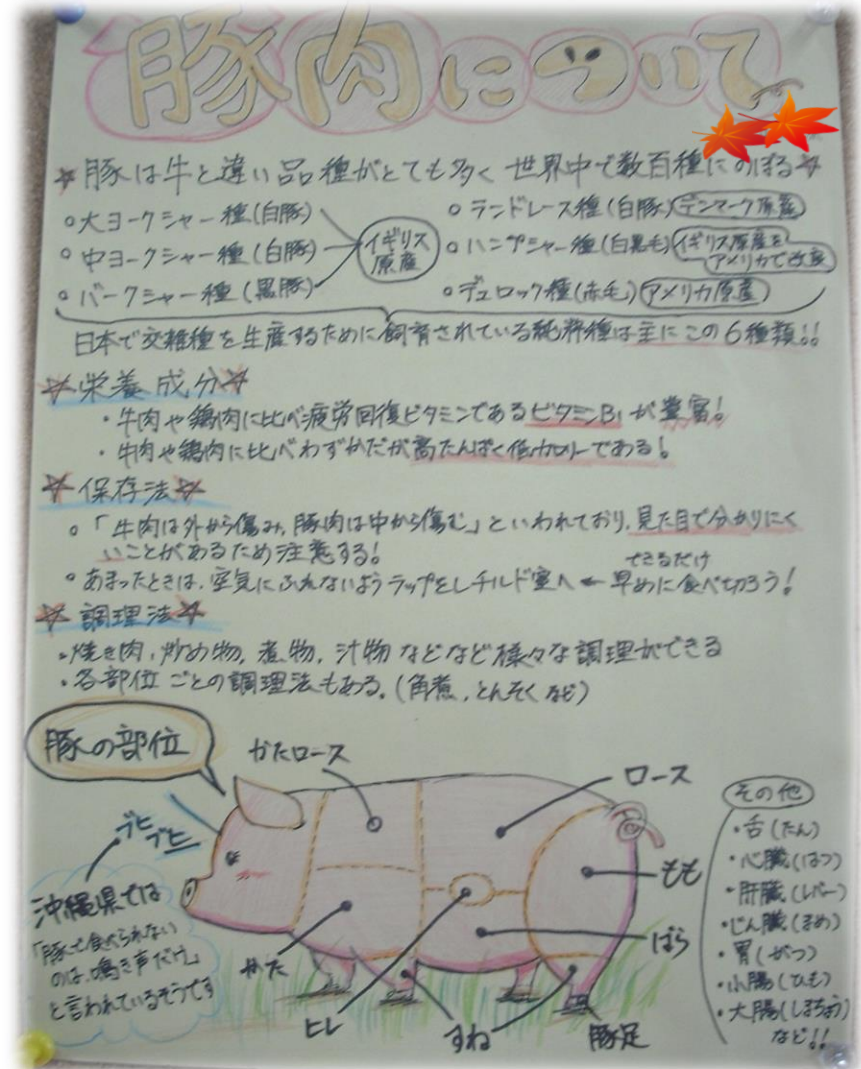 豚肉について
☆豚は牛と違い品種がとても多く世界中で数百種にのぼる☆
○大ヨークシャー種(白豚)
○中ヨークシャー種(白豚)
○バークシャー種(黒豚)
イギリス
原産
○ランドレース種(白豚) デンマーク原産
○ハンプシャー種(白黒毛) イギリス原産を
アメリカで改良
○デュロック種(赤毛) アメリカ原産
日本で交雑種を生産するために飼育されている純粋種は主にこの6種類!!
☆栄養成分☆
・牛肉や鶏肉に比べ疲労回復ビタミンであるビタミンB₁が豊富!
・牛肉や鶏肉に比べわずかだが高たんぱく低カロリーである!
☆保存法☆
○「牛肉は外から傷み、豚肉は中から傷む」といわれており、見た目で分かりにく
いことがあるため注意する!
できるだけ
○あまったときは、空気にふれないようラップをしチルド室へ ← 早めに食べ切ろう!
☆調理法☆
・焼き肉、炒め物、煮物、汁物などなど様々な調理ができる
・各部位ごとの調理法もある。(角煮、とんそくなど)
豚の部位
かたロース
ロース
もも
ばら
かた
ヒレ
すね
豚足
ブヒ
ブヒ
沖縄県では
「豚で食べられない
のは、鳴き声だけ」
と言われているそうです
その他
・舌(たん)
・心臓(はつ)
・肝臓(レバー)
・じん臓(まめ)
・胃(がつ)
・小腸(ひも)
・大腸(しろちょう)
など!!